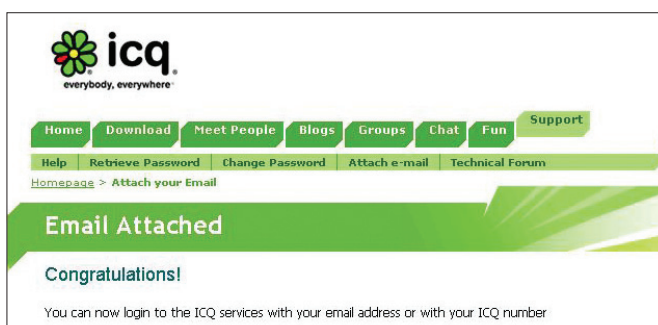 icq
everybody, everywhere
Support
Home Download Meet People Blogs Groups Chat Fun
Help Retrieve Password Change Password Attach e-mail Technical Forum
Homepage > Attach your Email
Email Attached
Congratulations!
You can now login to the ICQ services with your email address or with your ICQ number